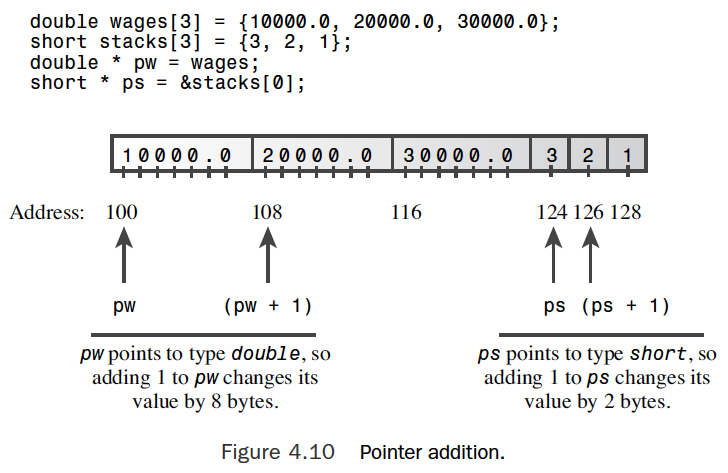 double wages[3] = {10000.0, 20000.0, 30000.0};
short stacks[3] = {3, 2, 1};
double * pw = wages;
short * ps = &stacks[0];
10000.0 20000.0 30000.0 3 2 1
Address: 100 108 116 124 126 128
pw (pw + 1) ps (ps + 1)
pw points to type double, so
adding 1 to pw changes its
value by 8 bytes.
ps points to type short, so
adding 1 to ps changes its
value by 2 bytes.
Figure 4.10 Pointer addition.